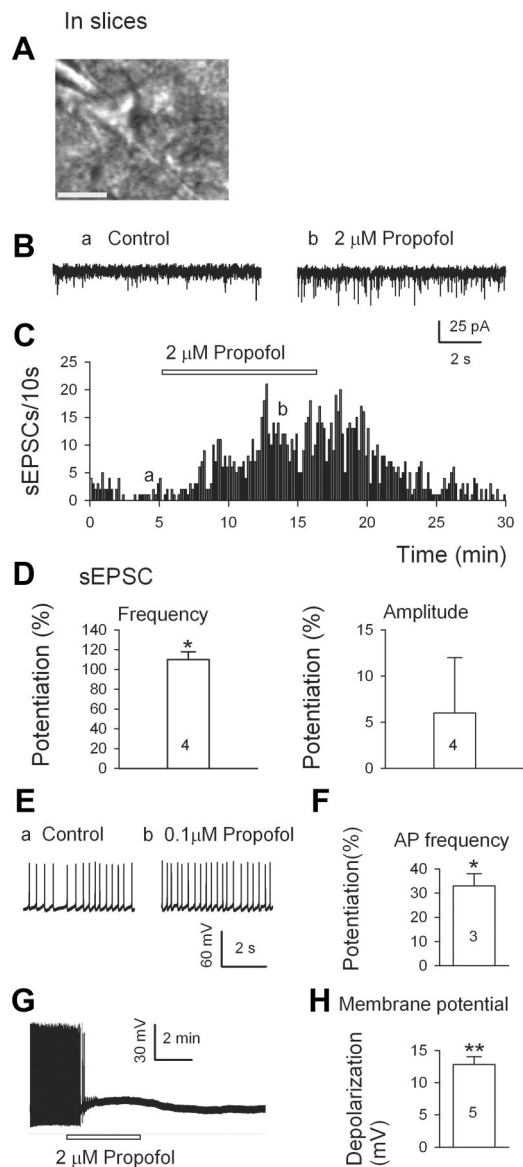 In slices
A
B
a Control
b 2 μM Propofol
25 pA
2 s
C
2 μM Propofol
sEPSCs/10s
25
20
15
10
5
0
a
b
0 5 10 15 20 25 30
Time (min)
D sEPSC
Frequency
Potentiation (%)
140
120
100
80
60
40
20
0
*
4
Amplitude
Potentiation (%)
15
10
5
0
4
E
a Control
b 0.1μM Propofol
60 mV
2 s
F
AP frequency
Potentiation(%)
40
30
20
10
0
*
3
G
30 mV
2 min
2 μM Propofol
H Membrane potential
Depolarization
(mV)
15
10
5
0
**
5